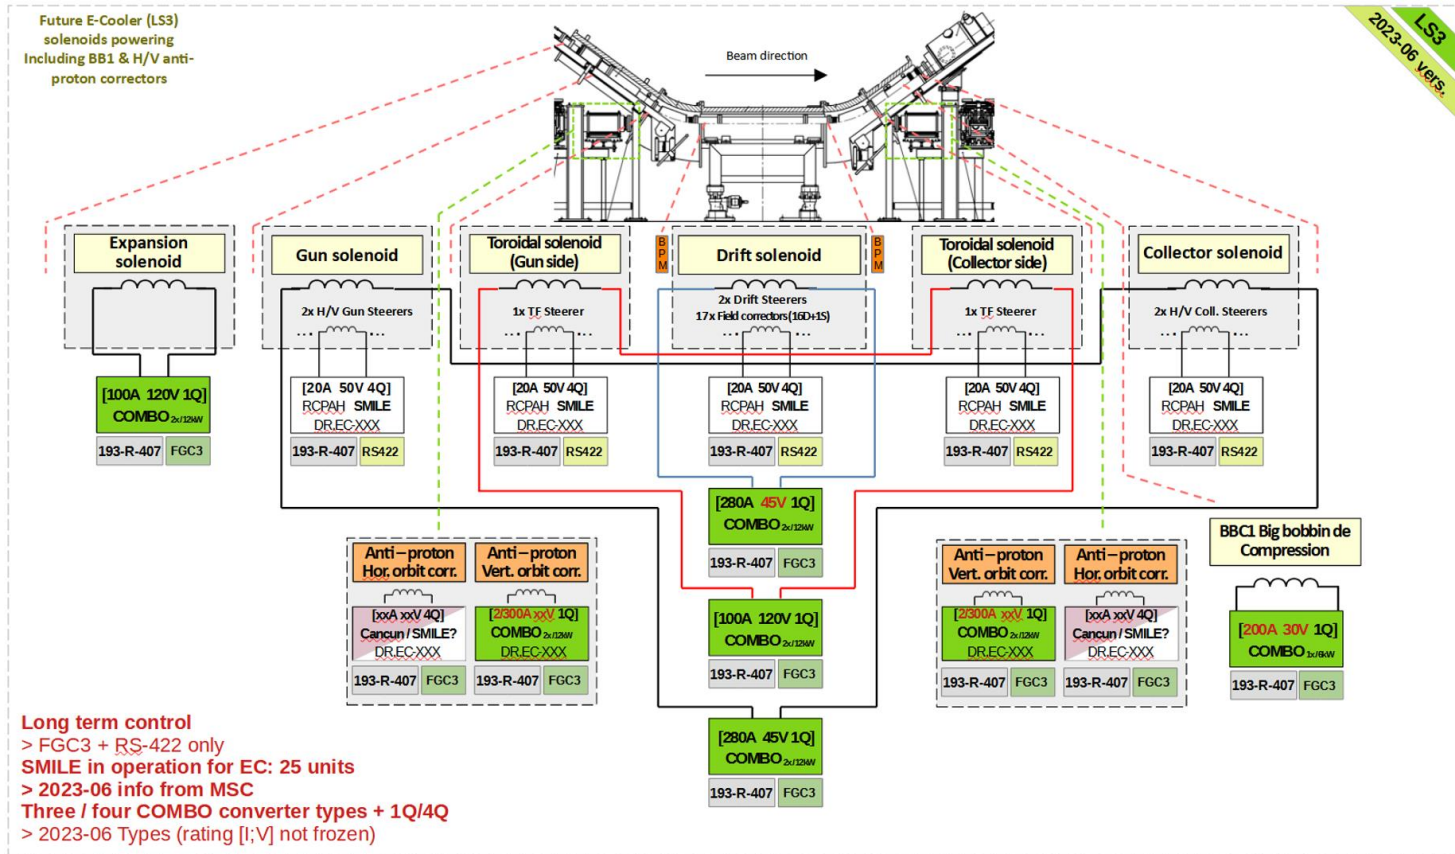 Future E-Cooler (LS3)
solenoids powering
Including BB1 & H/V anti-
proton correctors
Beam direction
LS3
2023-06 vers.
Expansion
solenoid
Gun solenoid
Toroidal solenoid
(Gun side)
BPM
Drift solenoid
BPM
Toroidal solenoid
(Collector side)
Collector solenoid
2x H/V Gun Steerers
1x TF Steerer
2x Drift Steerers
17x Field correctors (16D+1S)
1x TF Steerer
2x H/V Coll. Steerers
... ...
... ...
... ...
... ...
... ...
[100A 120V 1Q]
COMBO 2x/12kW
193-R-407 FGC3
[20A 50V 4Q]
RCPAH SMILE
DR.EC-XXX
193-R-407 RS422
[20A 50V 4Q]
RCPAH SMILE
DR.EC-XXX
193-R-407 RS422
[20A 50V 4Q]
RCPAH SMILE
DR.EC-XXX
193-R-407 RS422
[20A 50V 4Q]
RCPAH SMILE
DR.EC-XXX
193-R-407 RS422
[20A 50V 4Q]
RCPAH SMILE
DR.EC-XXX
193-R-407 RS422
[280A 45V 1Q]
COMBO 2x/12kW
193-R-407 FGC3
Anti–proton
Hor. orbit corr.
[xxA xxV 4Q]
Cancun / SMILE?
DR.EC-XXX
193-R-407 FGC3
Anti–proton
Vert. orbit corr.
[2/300A xxV 1Q]
COMBO 2x/12kW
DR.EC-XXX
193-R-407 FGC3
[100A 120V 1Q]
COMBO 2x/12kW
193-R-407 FGC3
Anti–proton
Vert. orbit corr.
[2/300A xxV 1Q]
COMBO 2x/12kW
DR.EC-XXX
193-R-407 FGC3
Anti–proton
Hor. orbit corr.
[xxA xxV 4Q]
Cancun / SMILE?
DR.EC-XXX
193-R-407 FGC3
BBC1 Big bobbin de
Compression
[200A 30V 1Q]
COMBO 1x/6kW
193-R-407 FGC3
[280A 45V 1Q]
COMBO 2x/12kW
193-R-407 FGC3
Long term control
> FGC3 + RS-422 only
SMILE in operation for EC: 25 units
> 2023-06 info from MSC
Three / four COMBO converter types + 1Q/4Q
> 2023-06 Types (rating [I;V] not frozen)